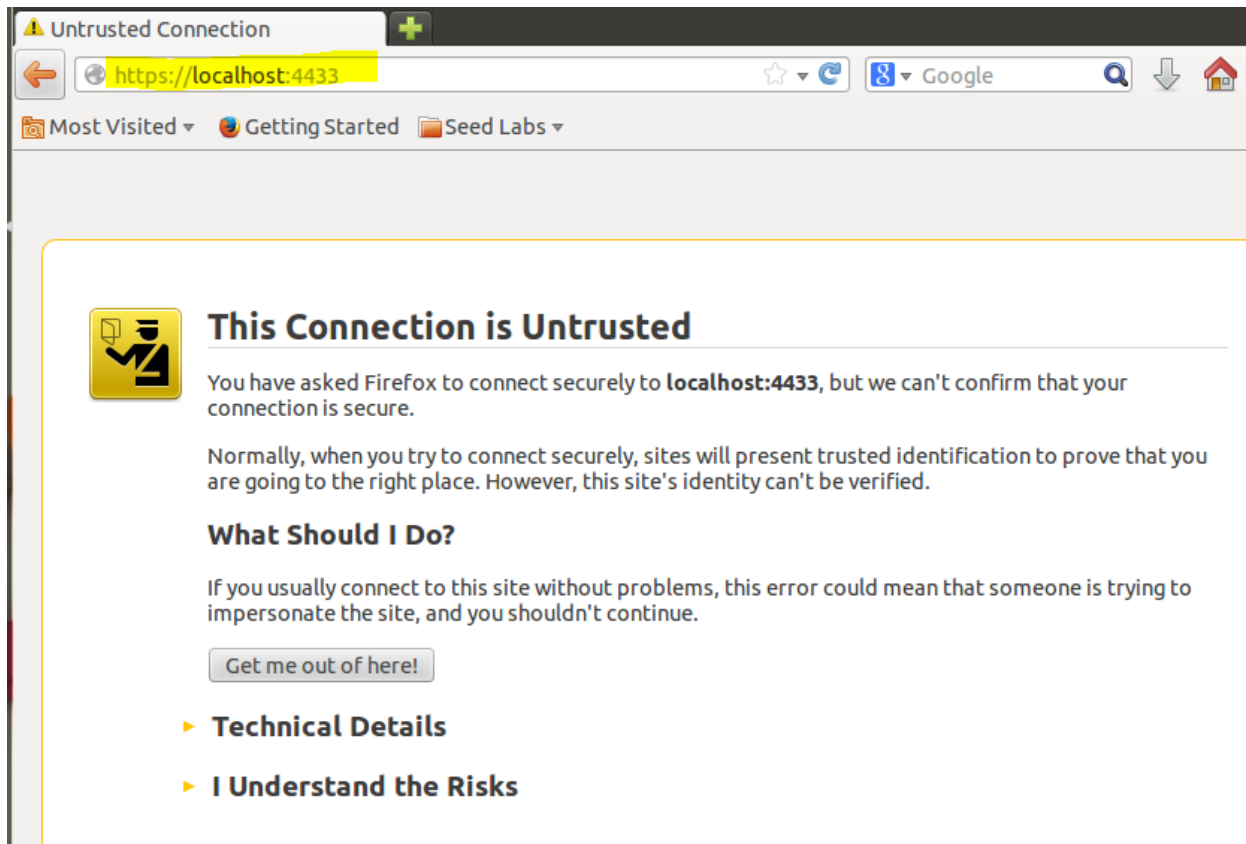 Untrusted Connection
https://localhost:4433
Google
Most Visited
Getting Started
Seed Labs
This Connection is Untrusted
You have asked Firefox to connect securely to localhost:4433, but we can't confirm that your
connection is secure.
Normally, when you try to connect securely, sites will present trusted identification to prove that you
are going to the right place. However, this site's identity can't be verified.
What Should I Do?
If you usually connect to this site without problems, this error could mean that someone is trying to
impersonate the site, and you shouldn't continue.
Get me out of here!
Technical Details
I Understand the Risks